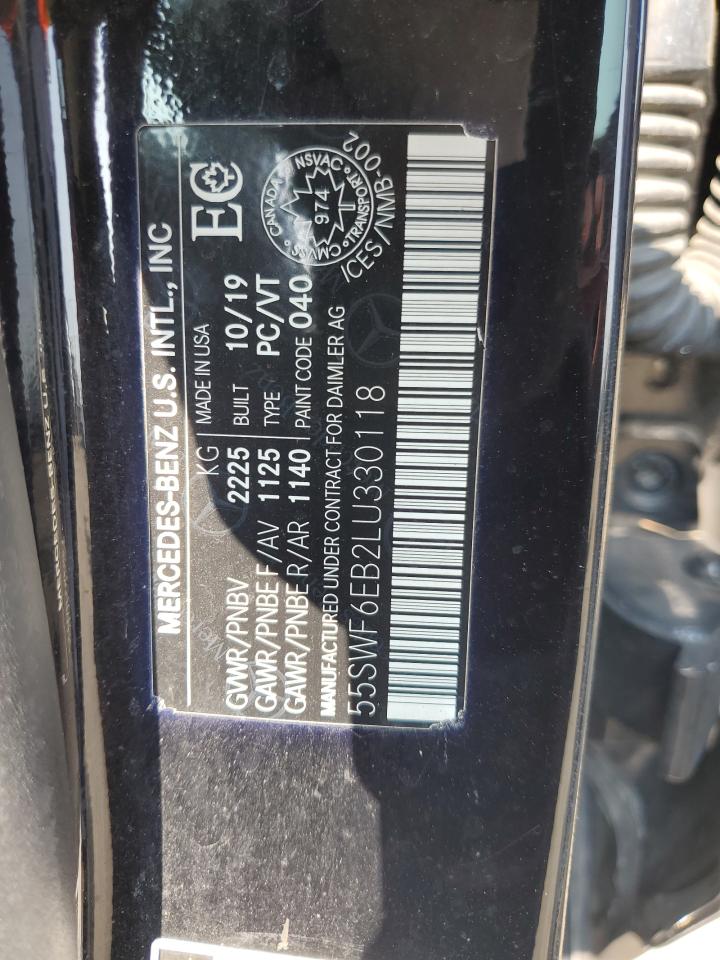 MERCEDES-BENZ U.S. INTL., INC
KG MADE IN USA
GVWR/PNBV 2225 BUILT 10/19
GAWR/PNBE F/AV 1125 TYPE PC/VT
GAWR/PNBE R/AR 1140 PAINT CODE 040
MANUFACTURED UNDER CONTRACT FOR DAIMLER AG
55SWF6EB2LU330118
EC
CANADA NSVAC TRANSPORT CMVSS
974
T
ICES/NMB-002